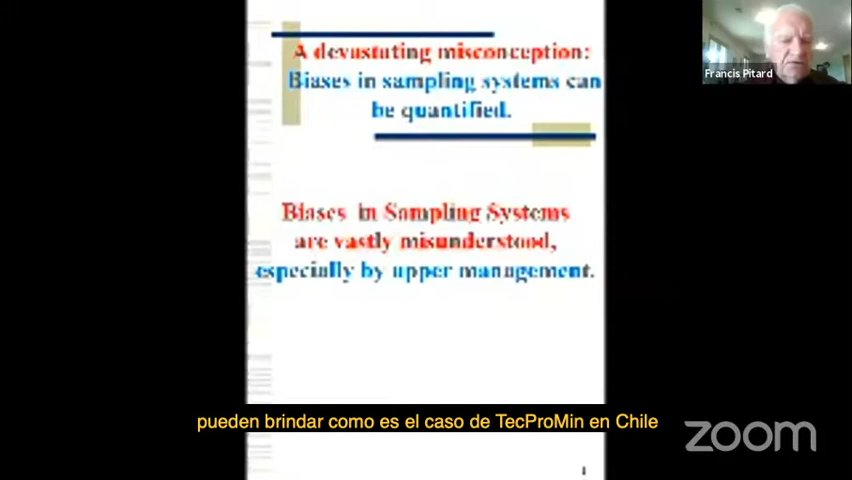 Francis Pitard
A devastating misconception:
Biases in sampling systems can
be quantified.
Biases in Sampling Systems
are vastly misunderstood,
especially by upper management.
pueden brindar como es el caso de TecProMin en Chile
zoom
1